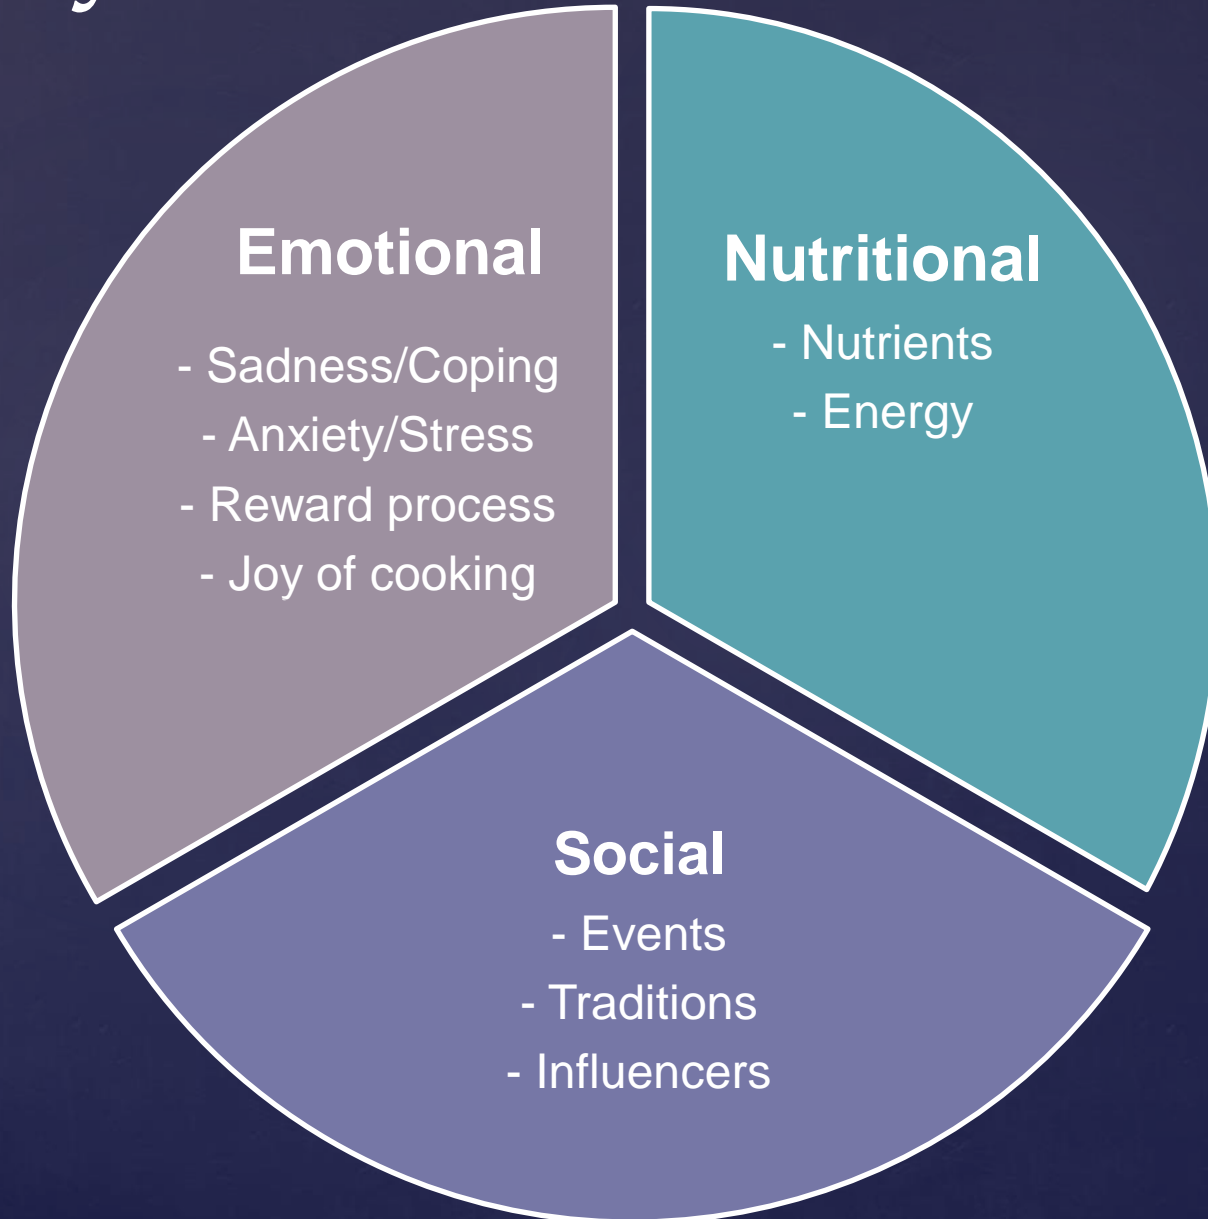 Emotional
- Sadness/Coping
- Anxiety/Stress
- Reward process
- Joy of cooking
Nutritional
- Nutrients
- Energy
Social
- Events
- Traditions
- Influencers